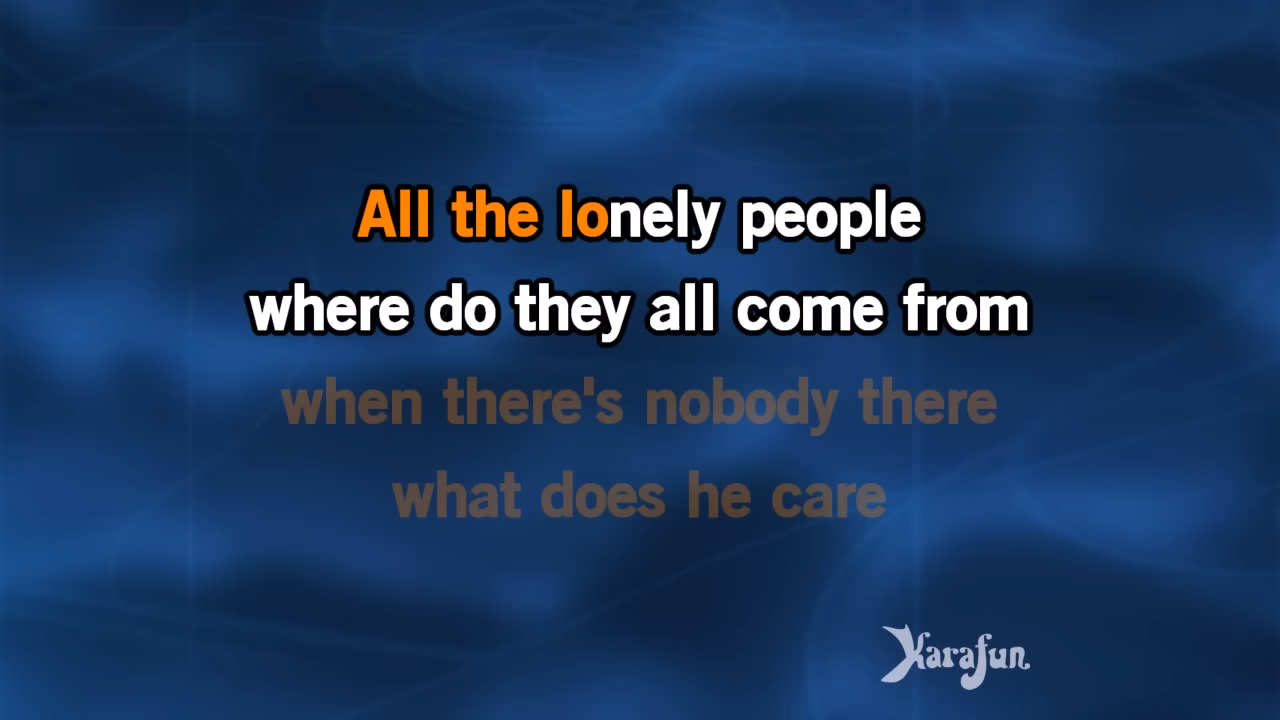 All the lonely people
where do they all come from
when there's nobody there
what does he care
Karafun